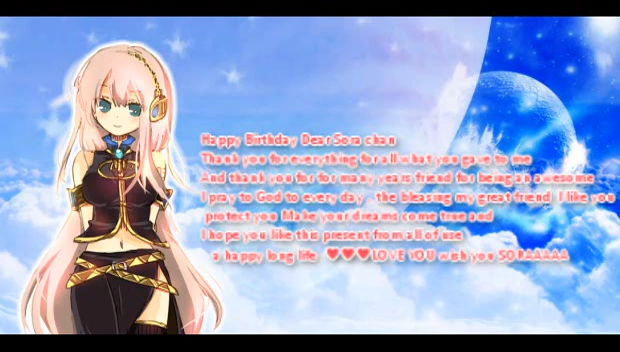 Happy Birthday Dear Sora chan
Thank you for everything for all what you gave to me
And thank you for for many years friend for being an awesome
I pray to God to every day , the bleasing my great friend I like you
protect you Make your dreams come true and
I hope you like this present from all of use
a happy long life ♥♥♥LOVE YOU wish you SORAAAAA